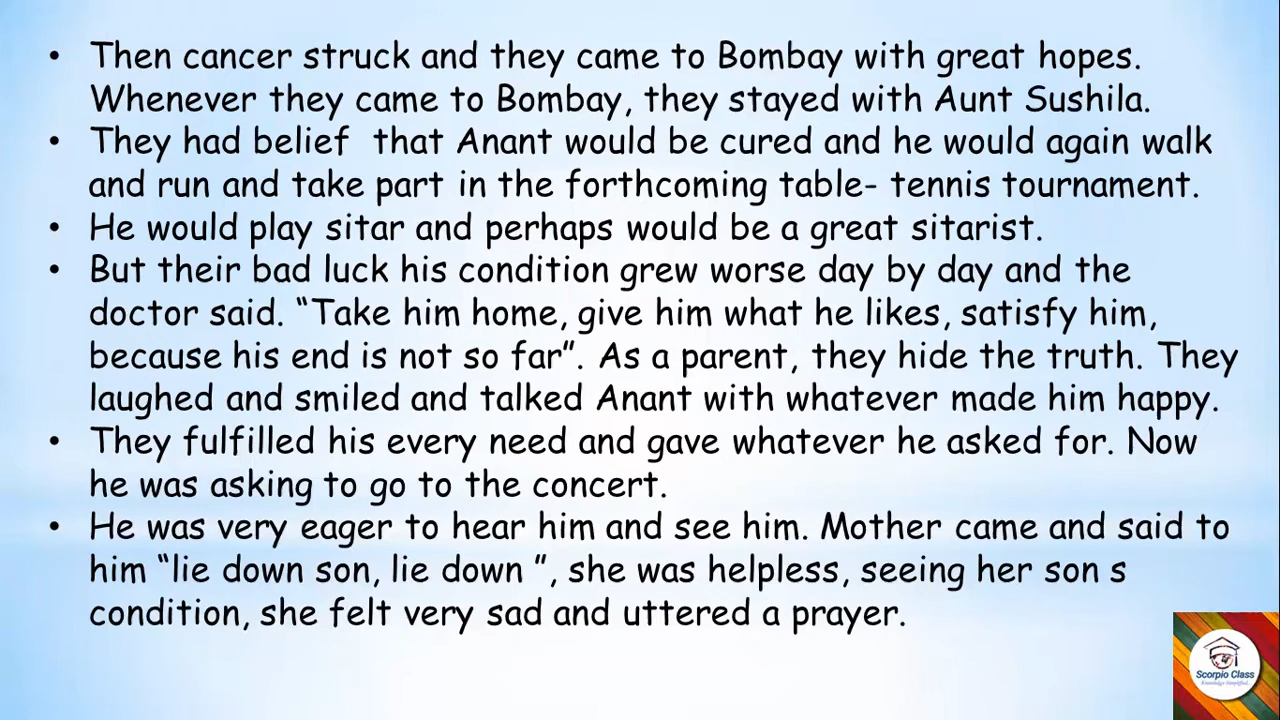 • Then cancer struck and they came to Bombay with great hopes.
Whenever they came to Bombay, they stayed with Aunt Sushila.
• They had belief  that Anant would be cured and he would again walk
and run and take part in the forthcoming table- tennis tournament.
• He would play sitar and perhaps would be a great sitarist.
• But their bad luck his condition grew worse day by day and the
doctor said. “Take him home, give him what he likes, satisfy him,
because his end is not so far”. As a parent, they hide the truth. They
laughed and smiled and talked Anant with whatever made him happy.
• They fulfilled his every need and gave whatever he asked for. Now
he was asking to go to the concert.
• He was very eager to hear him and see him. Mother came and said to
him “lie down son, lie down ”, she was helpless, seeing her son s
condition, she felt very sad and uttered a prayer.
Scorpio Class
Knowledge Simplified...